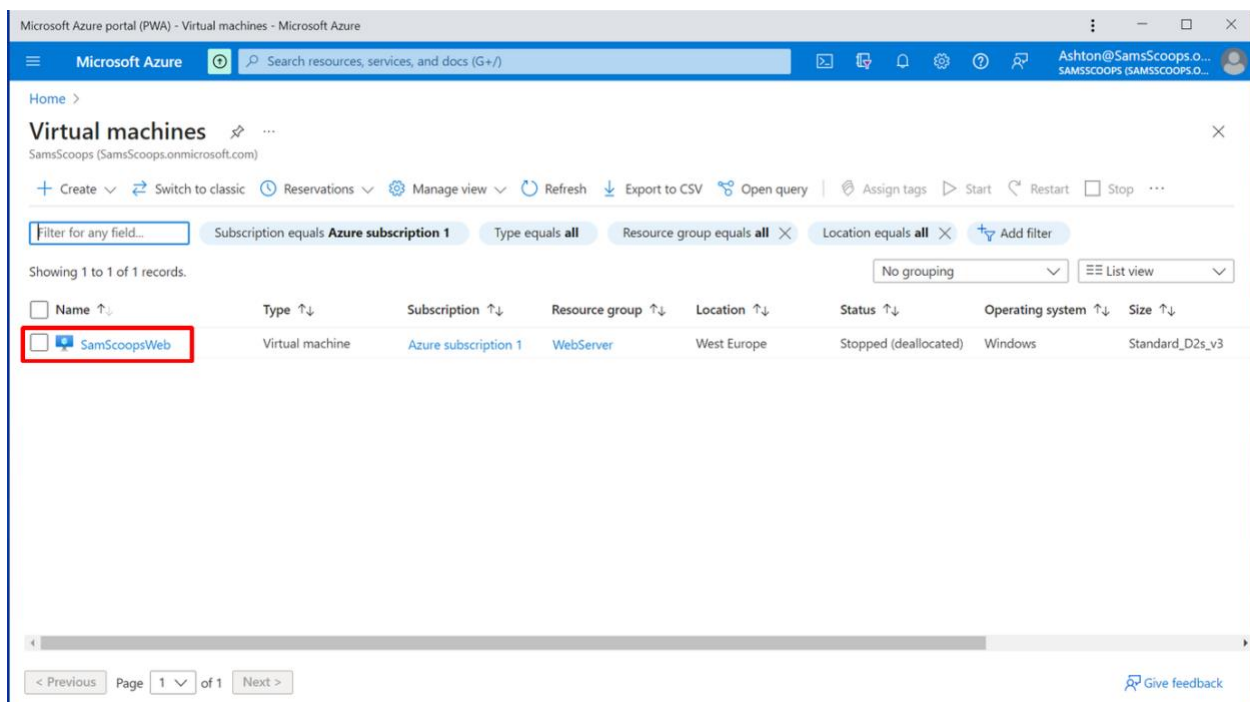 Microsoft Azure portal (PWA) - Virtual machines - Microsoft Azure
Microsoft Azure Search resources, services, and docs (G+/) Ashton@SamsScoops.o...
SAMSSCOOPS (SAMSSCOOPS.O...
Home >
Virtual machines ...
SamsScoops (SamsScoops.onmicrosoft.com)
Create Switch to classic Reservations Manage view Refresh Export to CSV Open query Assign tags Start Restart Stop ...
Filter for any field... Subscription equals Azure subscription 1 Type equals all Resource group equals all Location equals all Add filter
Showing 1 to 1 of 1 records. No grouping List view
Name Type Subscription Resource group Location Status Operating system Size
SamScoopsWeb Virtual machine Azure subscription 1 WebServer West Europe Stopped (deallocated) Windows Standard_D2s_v3
< Previous Page 1 of 1 Next > Give feedback